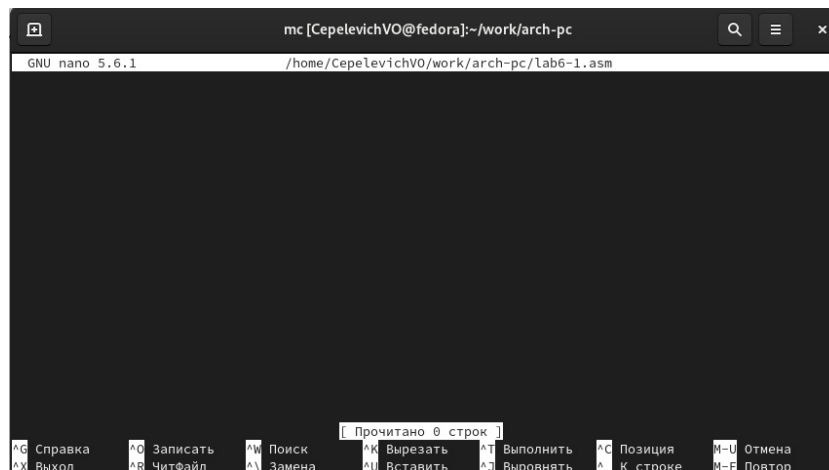 mc [CepelevichVO@fedora]:~/work/arch-pc
GNU nano 5.6.1 /home/CepelevichVO/work/arch-pc/lab6-1.asm
[ Прочитано 0 строк ]
^G Справка ^O Записать ^W Поиск ^K Вырезать ^T Выполнить ^C Позиция M-U Отмена
^X Выход ^R ЧитФайл ^\ Замена ^U Вставить ^J Выровнять ^_ К строке M-E Повтор